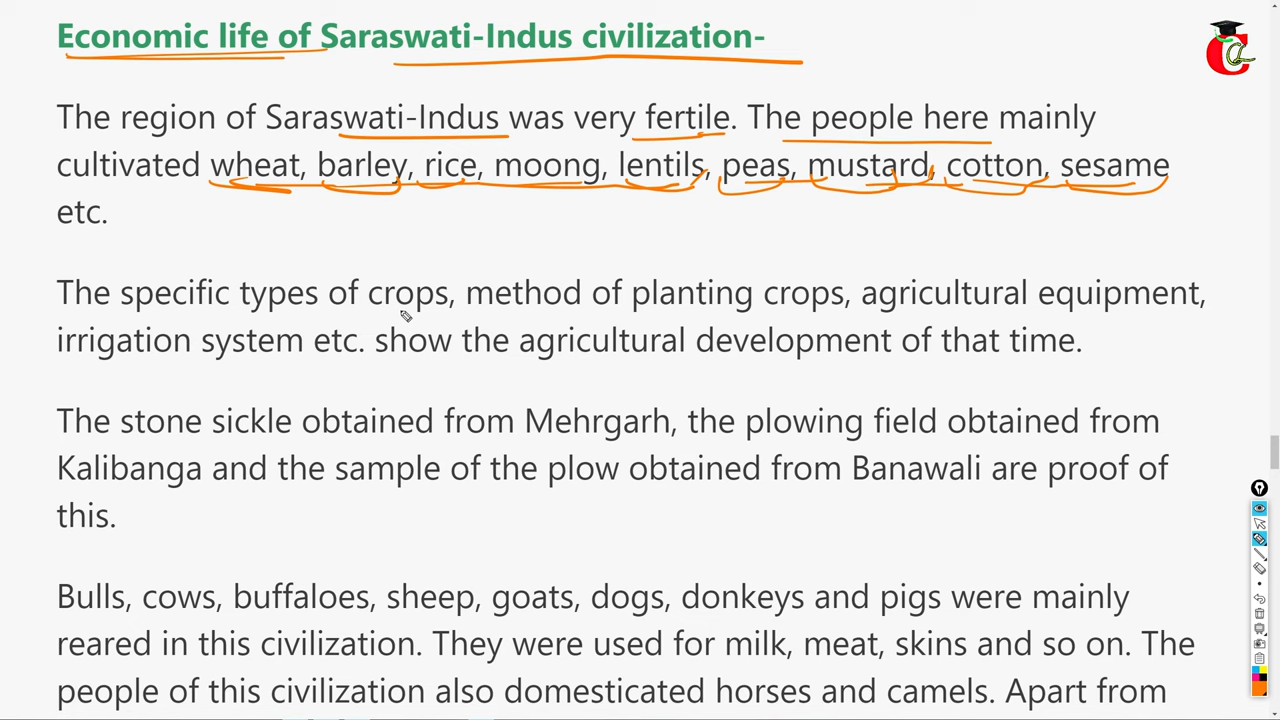 Economic life of Saraswati-Indus civilization-
The region of Saraswati-Indus was very fertile. The people here mainly
cultivated wheat, barley, rice, moong, lentils, peas, mustard, cotton, sesame
etc.
The specific types of crops, method of planting crops, agricultural equipment,
irrigation system etc. show the agricultural development of that time.
The stone sickle obtained from Mehrgarh, the plowing field obtained from
Kalibanga and the sample of the plow obtained from Banawali are proof of
this.
Bulls, cows, buffaloes, sheep, goats, dogs, donkeys and pigs were mainly
reared in this civilization. They were used for milk, meat, skins and so on. The
people of this civilization also domesticated horses and camels. Apart from